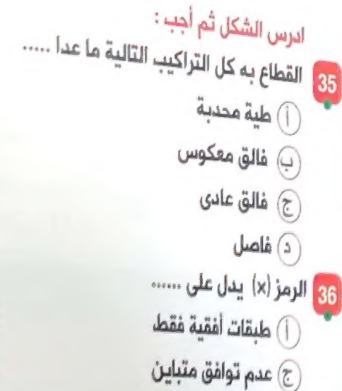 ادرس الشكل ثم أجب :
35 القطاع به كل التراكيب التالية ما عدا .....
أ طية محدبة
ب فالق معكوس
ج فالق عادى
د فاصل
36 الرمز (x) يدل على ......
أ طبقات أفقية فقط
ج عدم توافق متباين